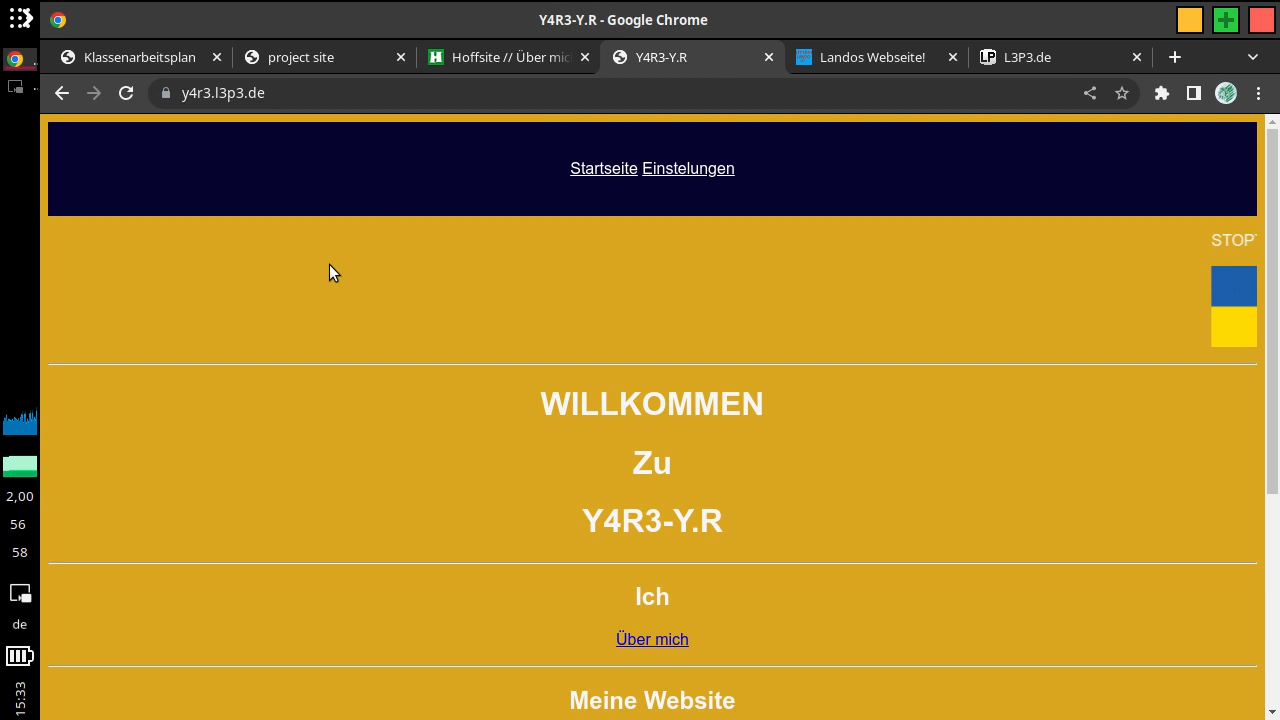 Y4R3-Y.R - Google Chrome
Klassenarbeitsplan
project site
Hoffsite // Über mic
Y4R3-Y.R
Landos Webseite!
L3P3.de
y4r3.l3p3.de
Startseite Einstelungen
STOP
WILLKOMMEN
Zu
Y4R3-Y.R
Ich
Über mich
Meine Website
2,00
56
58
de
15:33